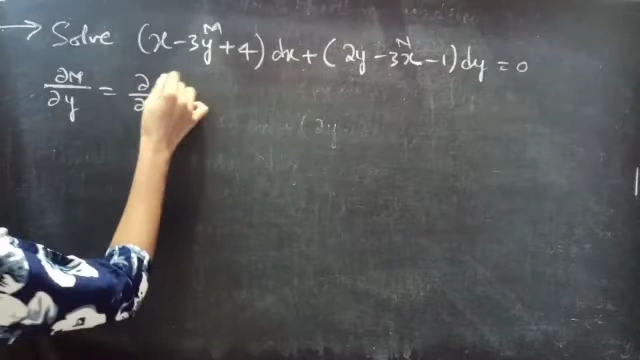 → Solve (x - 3y + 4) dx + (2y - 3x - 1) dy = 0
M N
∂M/∂y = ∂/∂